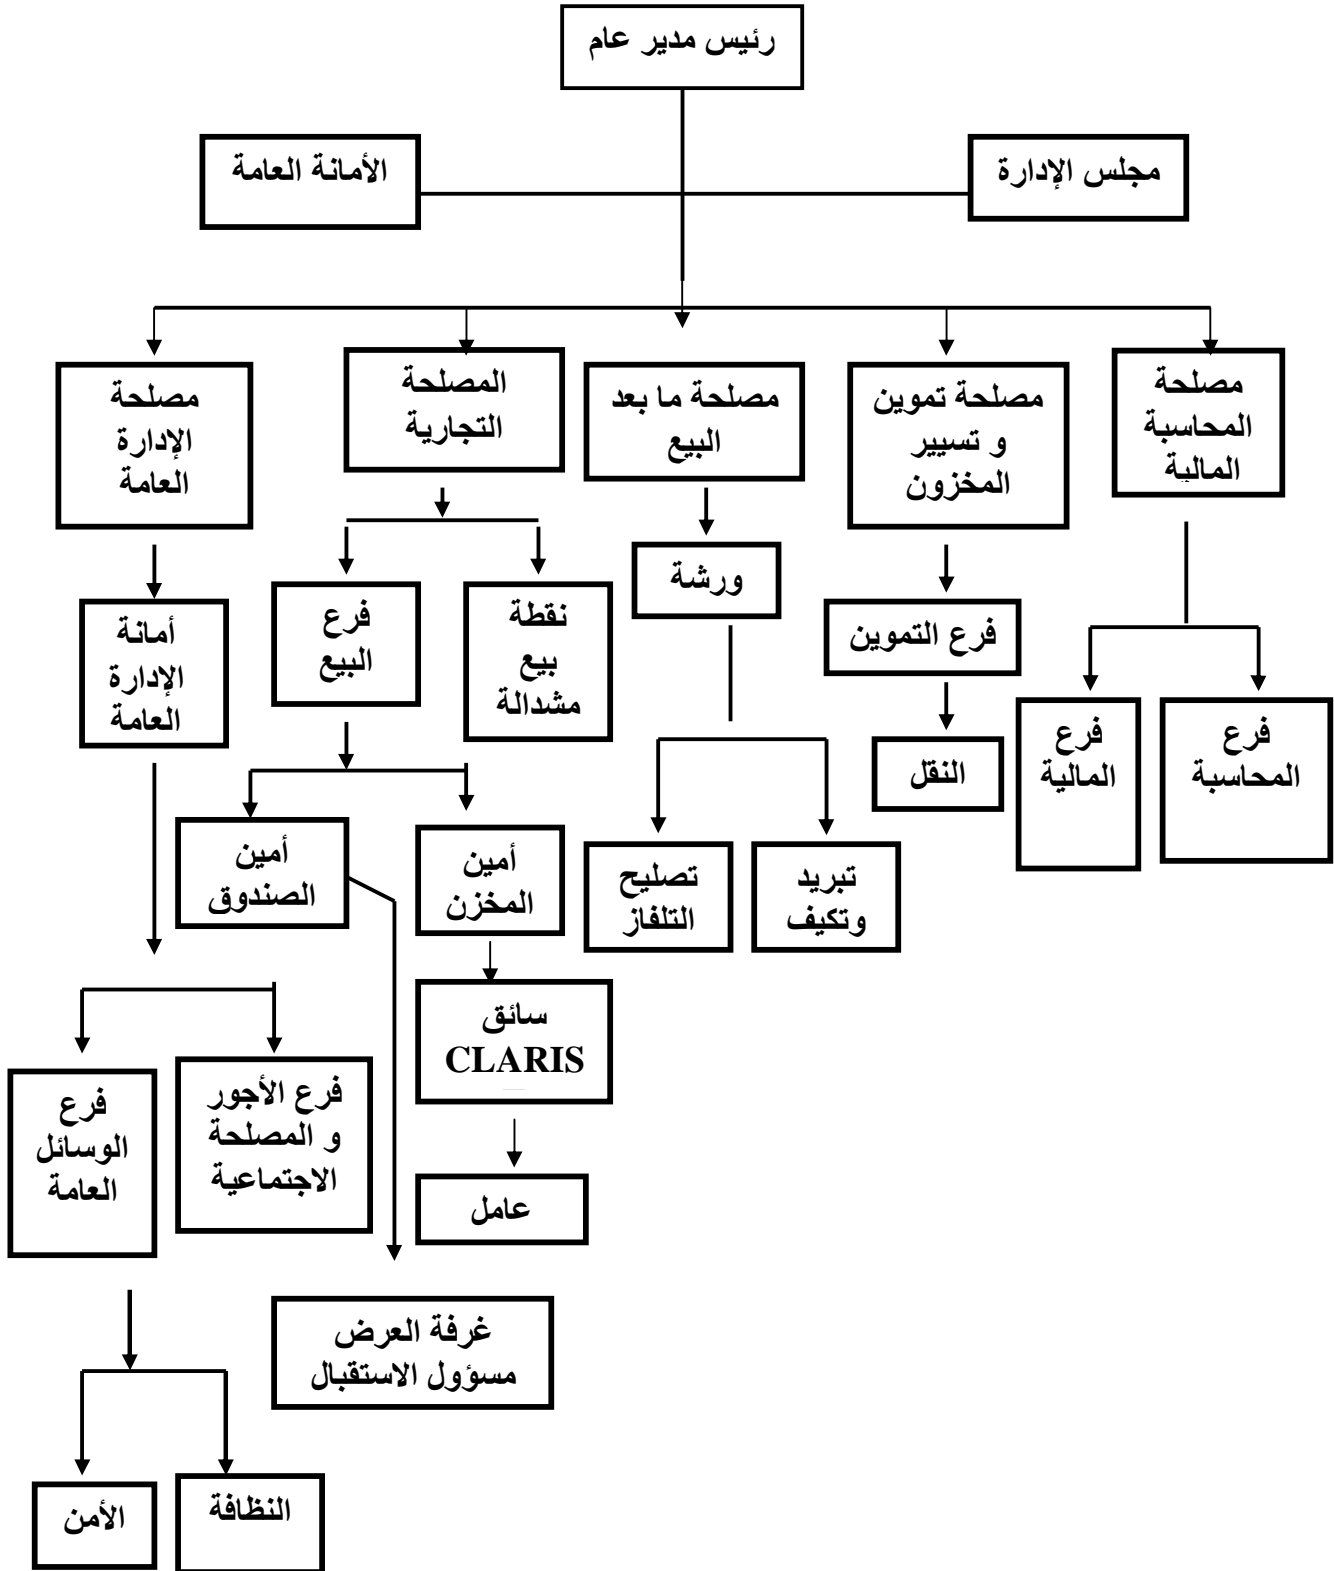 رئيس مدير عام
مجلس الإدارة
الأمانة العامة
مصلحة
المحاسبة
المالية
مصلحة تموين
و تسيير
المخزون
مصلحة ما بعد
البيع
المصلحة
التجارية
مصلحة
الإدارة
العامة
ورشة
نقطة
بيع
مشدالة
فرع
البيع
أمانة
الإدارة
العامة
فرع التموين
فرع
المحاسبة
فرع
المالية
النقل
تبريد
وتكيف
تصليح
التلفاز
أمين
المخزن
أمين
الصندوق
سائق
CLARIS
فرع الأجور
و المصلحة
الاجتماعية
فرع
الوسائل
العامة
عامل
غرفة العرض
مسؤول الاستقبال
النظافة
الأمن